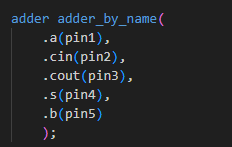 adder adder_by_name(
.a(pin1),
.cin(pin2),
.cout(pin3),
.s(pin4),
.b(pin5)
);